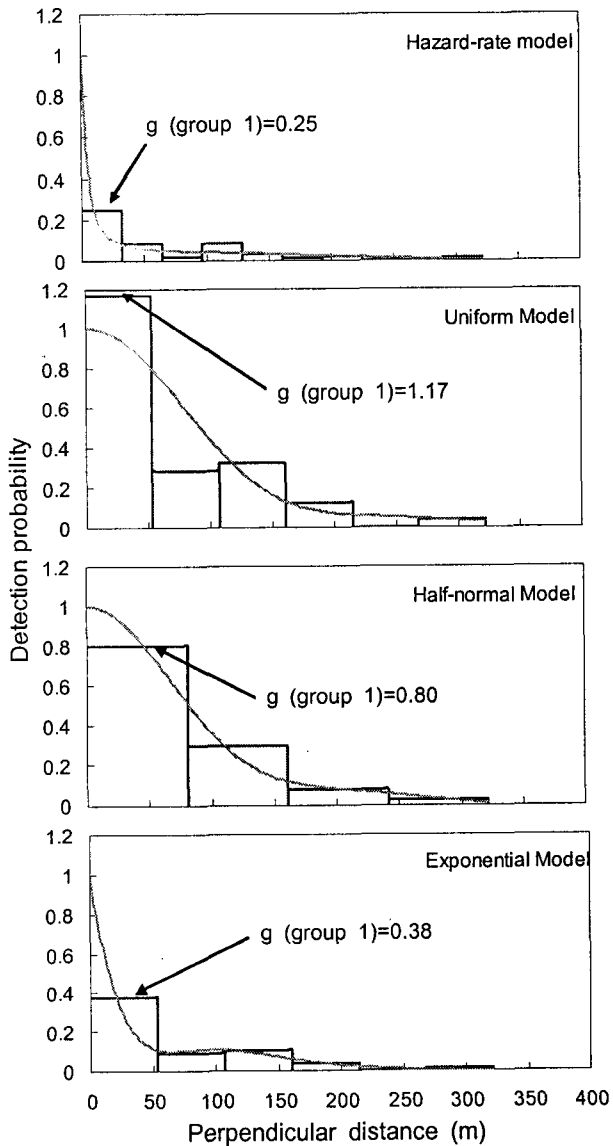 1.2
Hazard-rate model
1
0.8
g (group 1)=0.25
0.6
0.4
0.2
0
1.2
Uniform Model
1
0.8
g (group 1)=1.17
0.6
0.4
0.2
0
Detection probability
1.2
Half-normal Model
1
0.8
0.6
g (group 1)=0.80
0.4
0.2
0
1.2
Exponential Model
1
0.8
g (group 1)=0.38
0.6
0.4
0.2
0
0 50 100 150 200 250 300 350 400
Perpendicular distance (m)